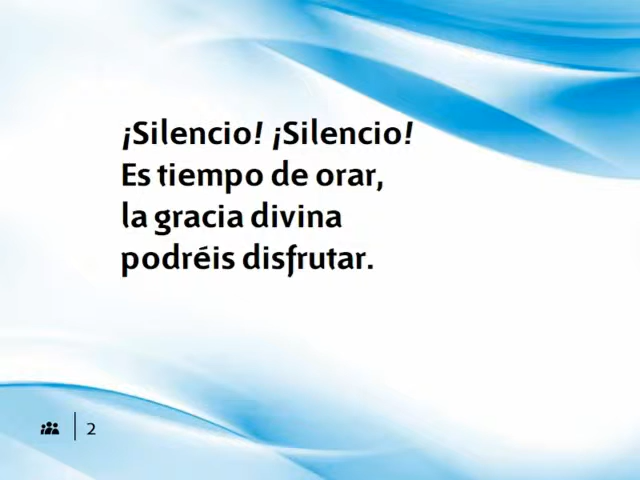 ¡Silencio! ¡Silencio!
Es tiempo de orar,
la gracia divina
podréis disfrutar.
2